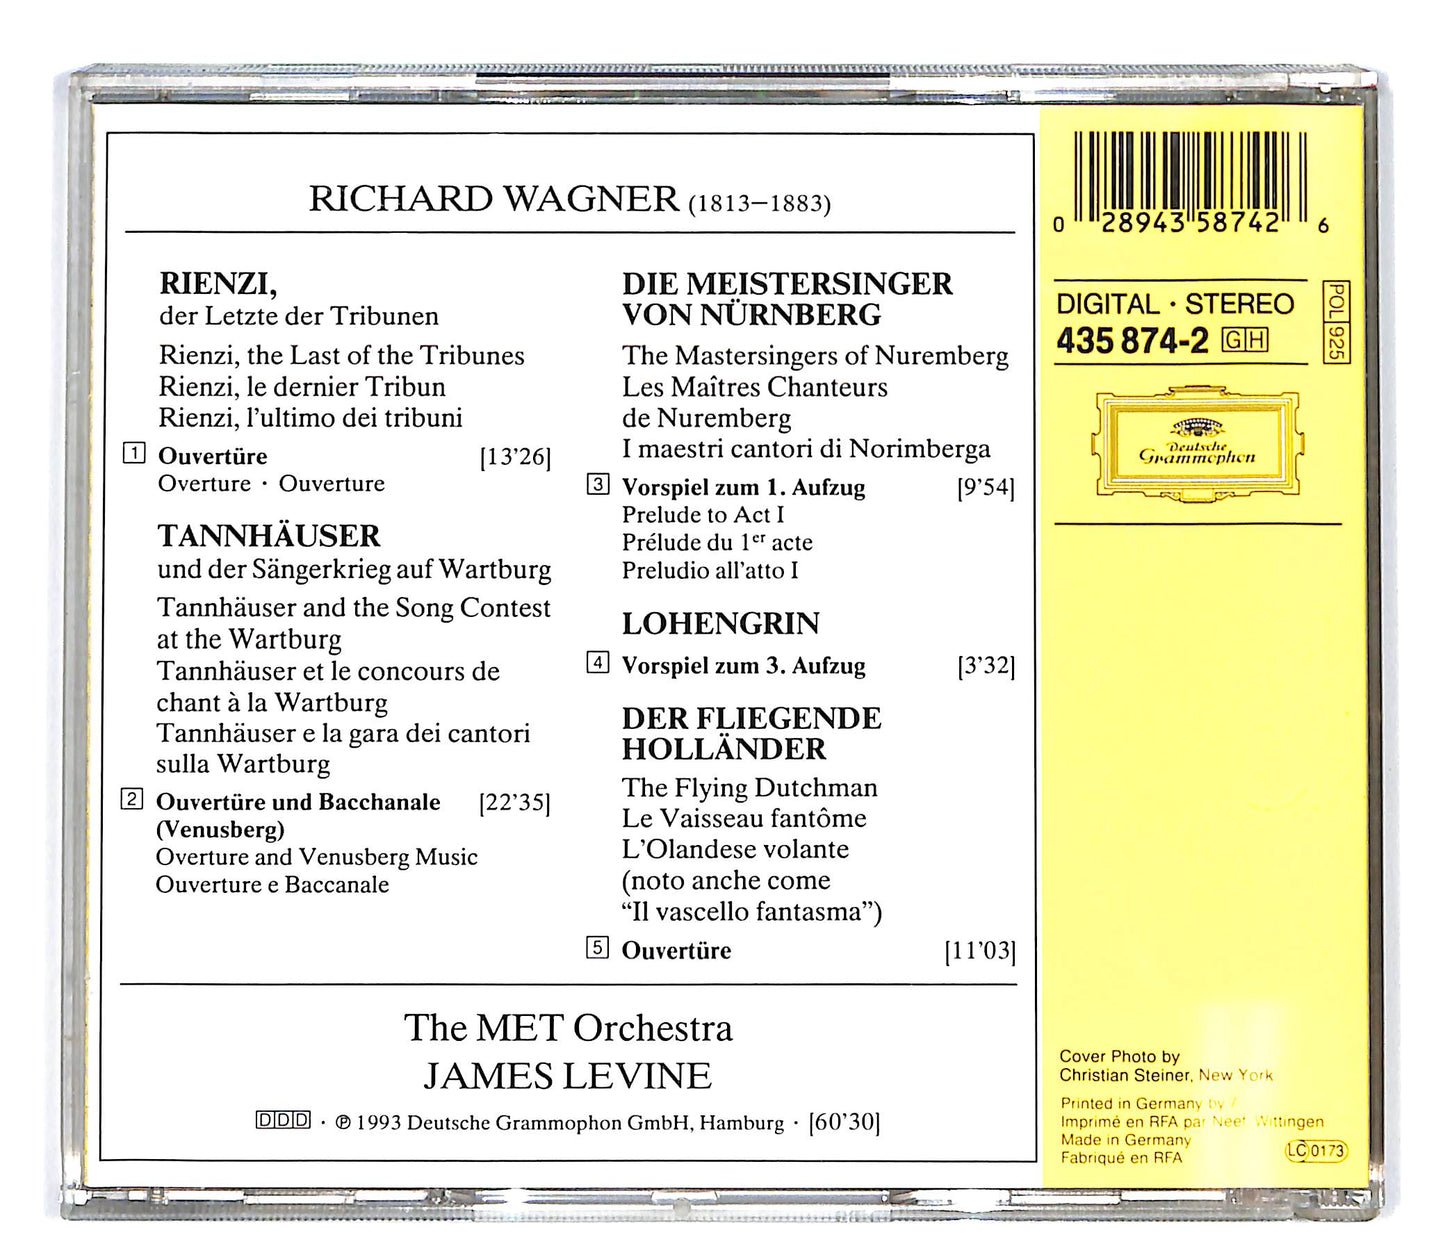 RICHARD WAGNER (1813–1883)
RIENZI,
der Letzte der Tribunen
Rienzi, the Last of the Tribunes
Rienzi, le dernier Tribun
Rienzi, l'ultimo dei tribuni
1 Ouvertüre [13'26]
Overture · Ouverture
TANNHÄUSER
und der Sängerkrieg auf Wartburg
Tannhäuser and the Song Contest
at the Wartburg
Tannhäuser et le concours de
chant à la Wartburg
Tannhäuser e la gara dei cantori
sulla Wartburg
2 Ouvertüre und Bacchanale [22'35]
(Venusberg)
Overture and Venusberg Music
Ouverture e Baccanale
DIE MEISTERSINGER
VON NÜRNBERG
The Mastersingers of Nuremberg
Les Maîtres Chanteurs
de Nuremberg
I maestri cantori di Norimberga
3 Vorspiel zum 1. Aufzug [9'54]
Prelude to Act I
Prélude du 1er acte
Preludio all'atto I
LOHENGRIN
4 Vorspiel zum 3. Aufzug [3'32]
DER FLIEGENDE
HOLLÄNDER
The Flying Dutchman
Le Vaisseau fantôme
L'Olandese volante
(noto anche come
“Il vascello fantasma”)
5 Ouvertüre [11'03]
The MET Orchestra
JAMES LEVINE
DDD · ℗ 1993 Deutsche Grammophon GmbH, Hamburg · [60'30]
0 28943 58742 6
DIGITAL · STEREO
435 874-2 GH
POL 925
Deutsche
Grammophon
Cover Photo by
Christian Steiner, New York
Printed in Germany by
Imprimé en RFA par Neef, Wittingen
Made in Germany
Fabriqué en RFA
LC 0173